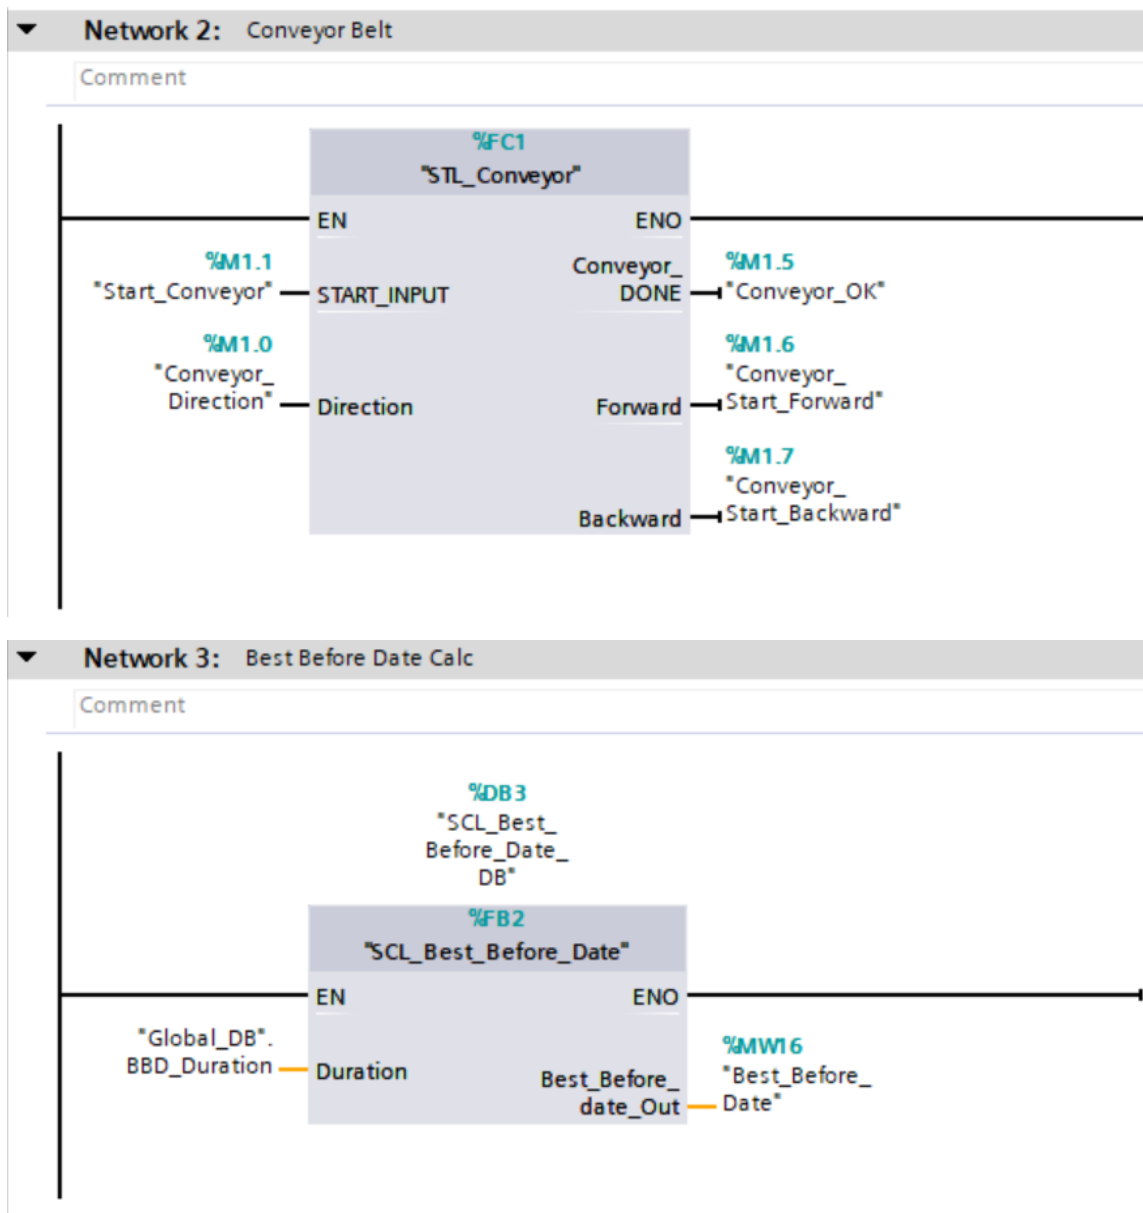 Network 2: Conveyor Belt
Comment
%FC1
"STL_Conveyor"
EN
ENO
%M1.1
"Start_Conveyor"
START_INPUT
Conveyor_
DONE
%M1.5
"Conveyor_OK"
%M1.0
"Conveyor_
Direction"
Direction
Forward
%M1.6
"Conveyor_
Start_Forward"
Backward
%M1.7
"Conveyor_
Start_Backward"
Network 3: Best Before Date Calc
Comment
%DB3
"SCL_Best_
Before_Date_
DB"
%FB2
"SCL_Best_Before_Date"
EN
ENO
"Global_DB".
BBD_Duration
Duration
Best_Before_
date_Out
%MW16
"Best_Before_
Date"